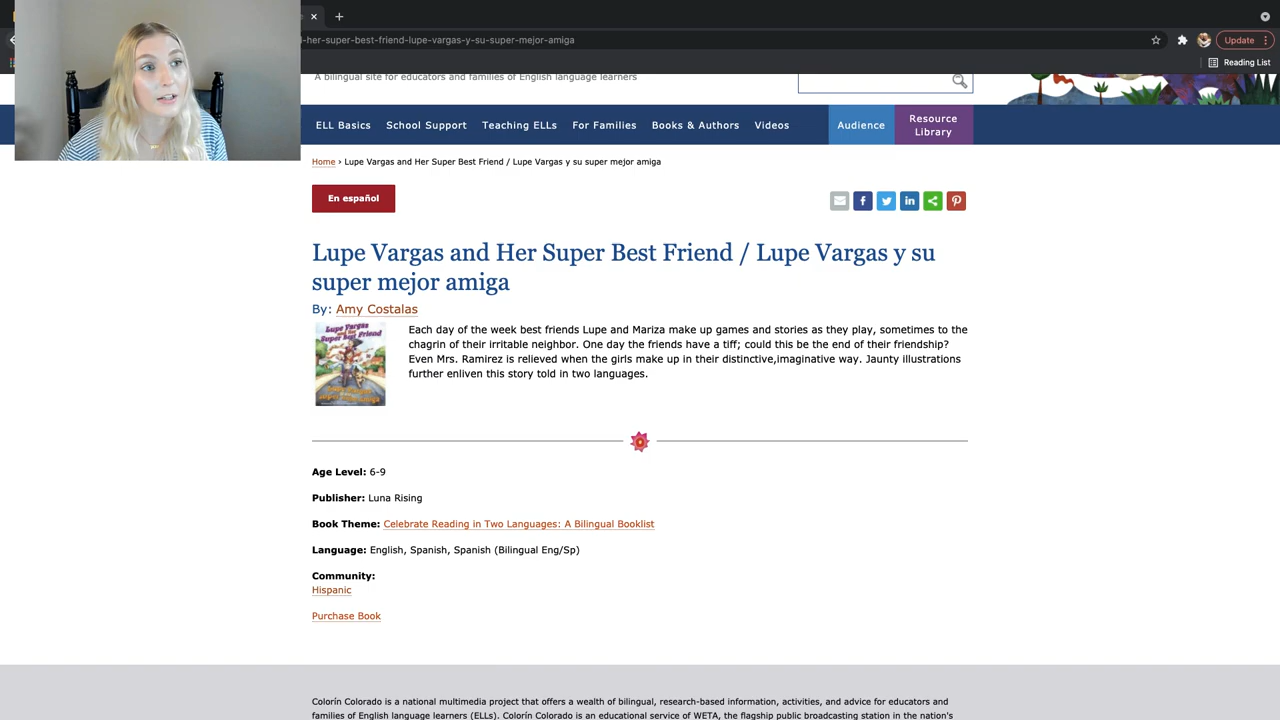 her-super-best-friend-lupe-vargas-y-su-super-mejor-amiga
Update
Reading List
A bilingual site for educators and families of English language learners
ELL Basics
School Support
Teaching ELLs
For Families
Books & Authors
Videos
Audience
Resource
Library
Home › Lupe Vargas and Her Super Best Friend / Lupe Vargas y su super mejor amiga
En español
Lupe Vargas and Her Super Best Friend / Lupe Vargas y su
super mejor amiga
By: Amy Costalas
Lupe Vargas
and Her
Super Best Friend
Each day of the week best friends Lupe and Mariza make up games and stories as they play, sometimes to the
chagrin of their irritable neighbor. One day the friends have a tiff; could this be the end of their friendship?
Even Mrs. Ramirez is relieved when the girls make up in their distinctive,imaginative way. Jaunty illustrations
further enliven this story told in two languages.
Age Level: 6-9
Publisher: Luna Rising
Book Theme: Celebrate Reading in Two Languages: A Bilingual Booklist
Language: English, Spanish, Spanish (Bilingual Eng/Sp)
Community:
Hispanic
Purchase Book
Colorín Colorado is a national multimedia project that offers a wealth of bilingual, research-based information, activities, and advice for educators and
families of English language learners (ELLs). Colorín Colorado is an educational service of WETA, the flagship public broadcasting station in the nation's